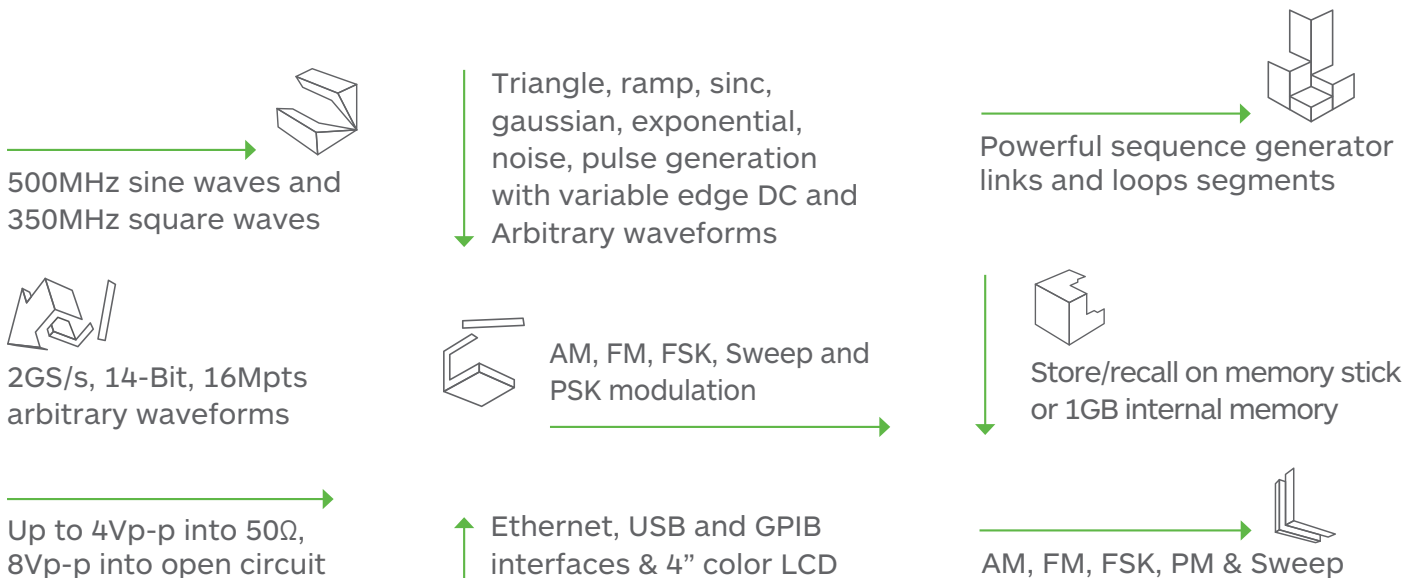 500MHz sine waves and
350MHz square waves
2GS/s, 14-Bit, 16Mpts
arbitrary waveforms
Up to 4Vp-p into 50Ω,
8Vp-p into open circuit
Triangle, ramp, sinc,
gaussian, exponential,
noise, pulse generation
with variable edge DC and
Arbitrary waveforms
AM, FM, FSK, Sweep and
PSK modulation
Ethernet, USB and GPIB
interfaces & 4” color LCD
Powerful sequence generator
links and loops segments
Store/recall on memory stick
or 1GB internal memory
AM, FM, FSK, PM & Sweep